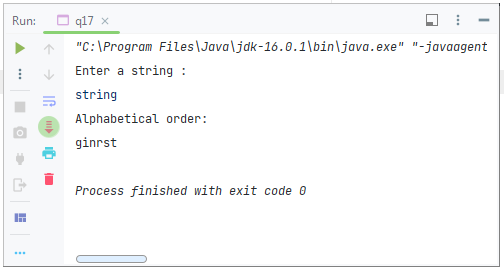 Run: q17
"C:\Program Files\Java\jdk-16.0.1\bin\java.exe" "-javaagent
Enter a string :
string
Alphabetical order:
ginrst
Process finished with exit code 0